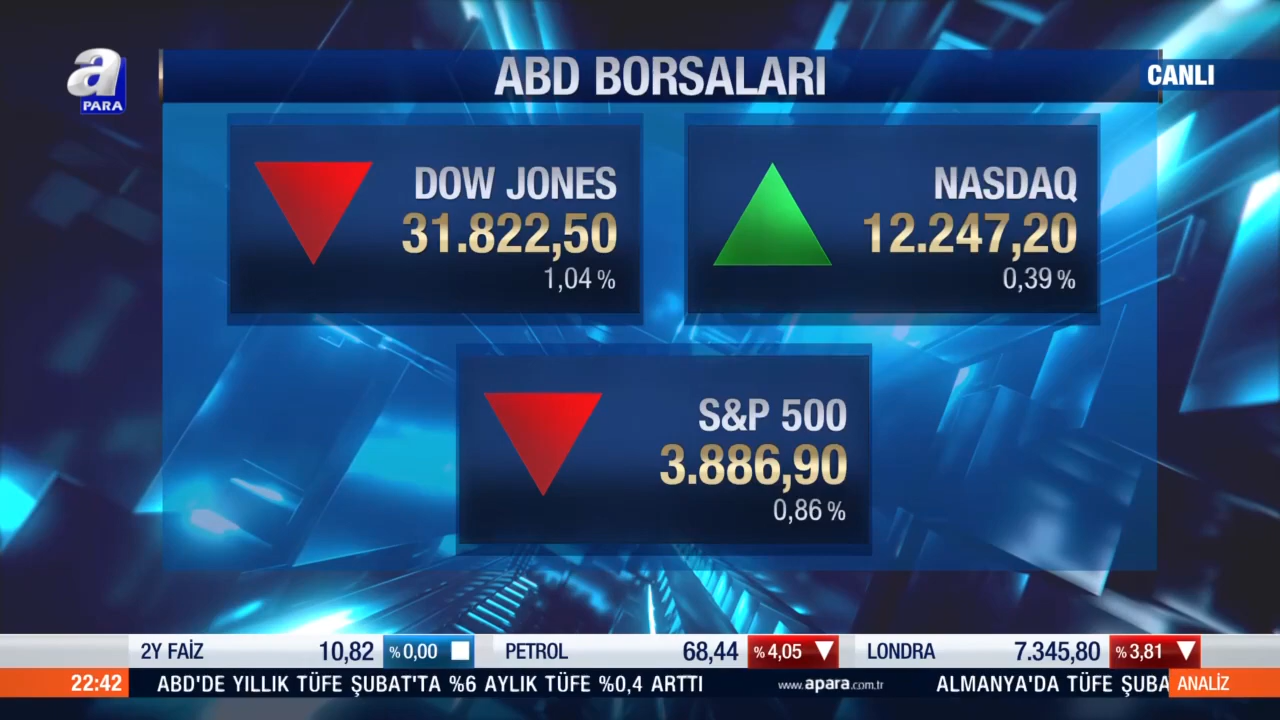 a
PARA
ABD BORSALARI
CANLI
DOW JONES
31.822,50
1,04 %
NASDAQ
12.247,20
0,39 %
S&P 500
3.886,90
0,86 %
2Y FAİZ 10,82 %0,00 PETROL 68,44 %4,05 LONDRA 7.345,80 %3,81
22:42 ABD'DE YILLIK TÜFE ŞUBAT'TA %6 AYLIK TÜFE %0,4 ARTTI www.apara.com.tr ALMANYA'DA TÜFE ŞUBA ANALİZ